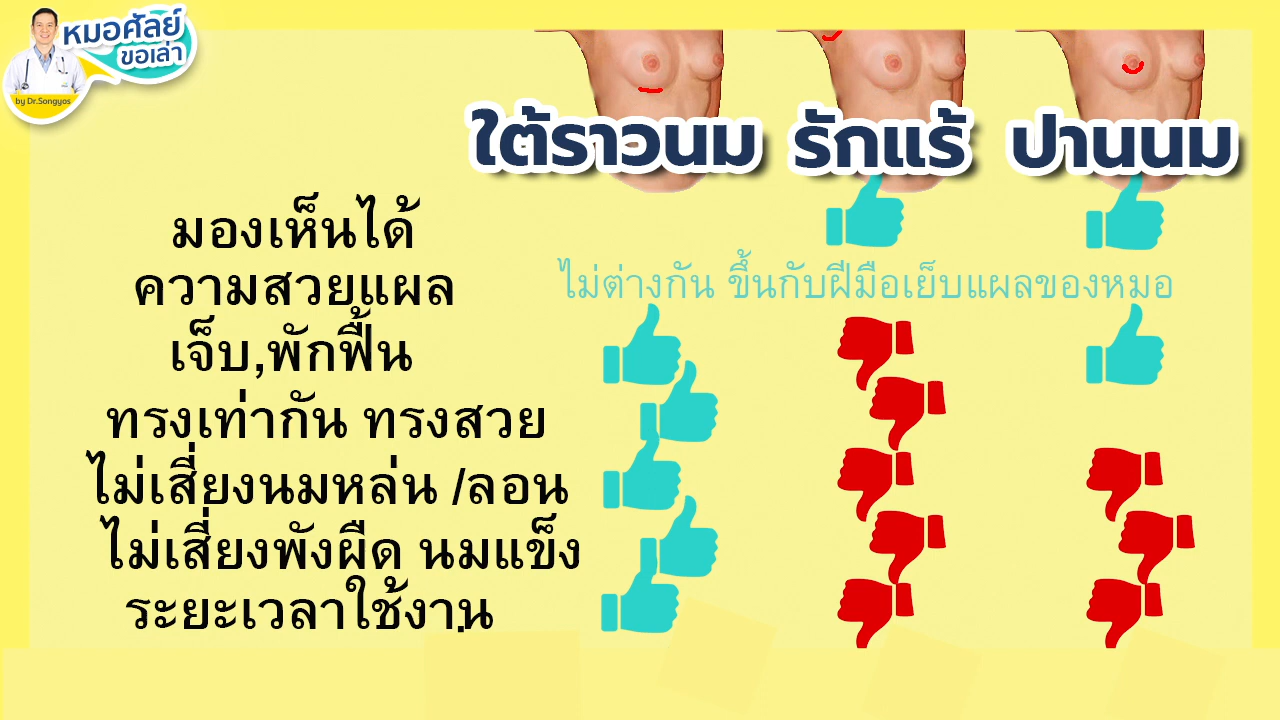 หมอศัลย์
ขอเล่า
by Dr.Songyos
ใต้ราวนม รักแร้ ปานนม
มองเห็นได้
ความสวยแผล ไม่ต่างกัน ขึ้นกับฝีมือเย็บแผลของหมอ
เจ็บ,พักฟื้น
ทรงเท่ากัน ทรงสวย
ไม่เสี่ยงนมหล่น /ลอน
ไม่เสี่ยงพังผืด นมแข็ง
ระยะเวลาใช้งาน